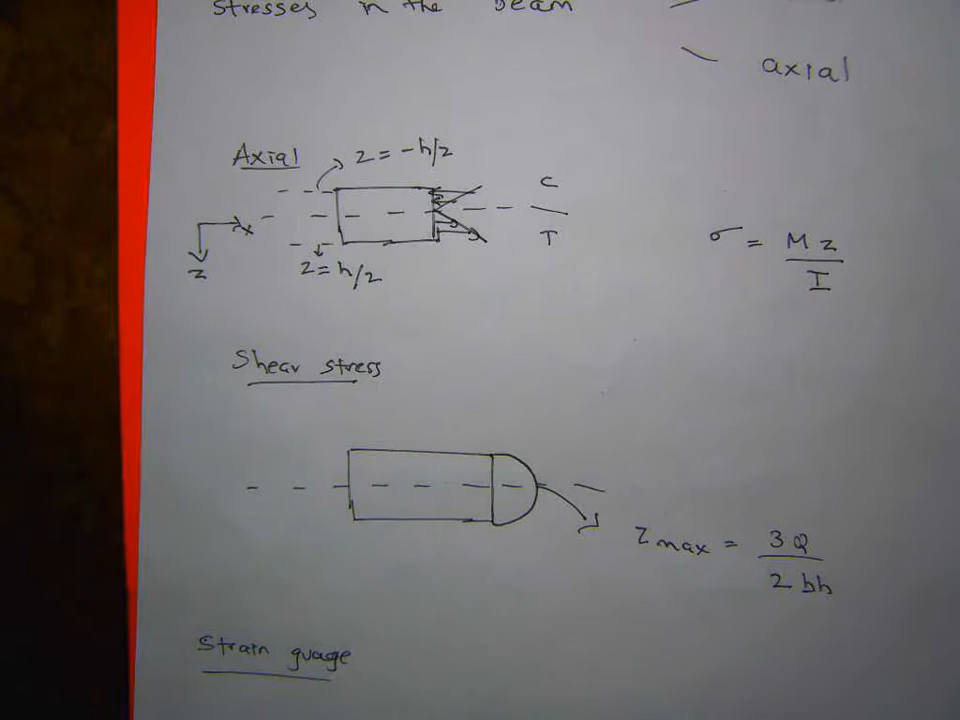 Stresses in the beam
axial
Axial
z = -h/2
C
x
T
z
z = h/2
σ = Mz / I
Shear stress
τmax = 3Q / 2bh
Strain guage